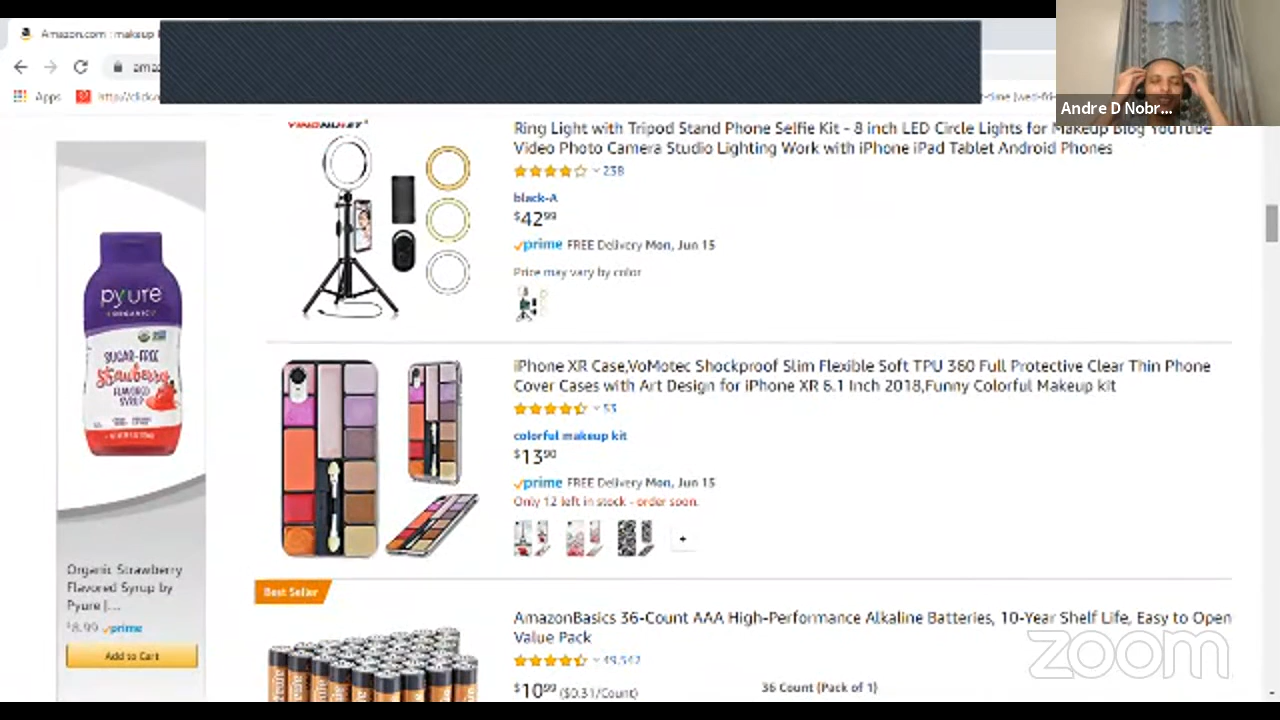 Amazon.com : makeup
amaz
Apps
Andre D Nobr...
Ring Light with Tripod Stand Phone Selfie Kit - 8 inch LED Circle Lights for Makeup Blog YouTube
Video Photo Camera Studio Lighting Work with iPhone iPad Tablet Android Phones
238
black-A
$42.99
prime FREE Delivery Mon, Jun 15
Price may vary by color
pyure
ORGANIC
SUGAR-FREE
strawberry
FLAVORED
SYRUP
Organic Strawberry
Flavored Syrup by
Pyure |....
$8.99 prime
Add to Cart
iPhone XR Case,VoMotec Shockproof Slim Flexible Soft TPU 360 Full Protective Clear Thin Phone
Cover Cases with Art Design for iPhone XR 6.1 Inch 2018,Funny Colorful Makeup kit
53
colorful makeup kit
$13.90
prime FREE Delivery Mon, Jun 15
Only 12 left in stock - order soon.
+
Best Seller
AmazonBasics 36-Count AAA High-Performance Alkaline Batteries, 10-Year Shelf Life, Easy to Open
Value Pack
$10.99 ($0.31/Count)
36 Count (Pack of 1)
zoom